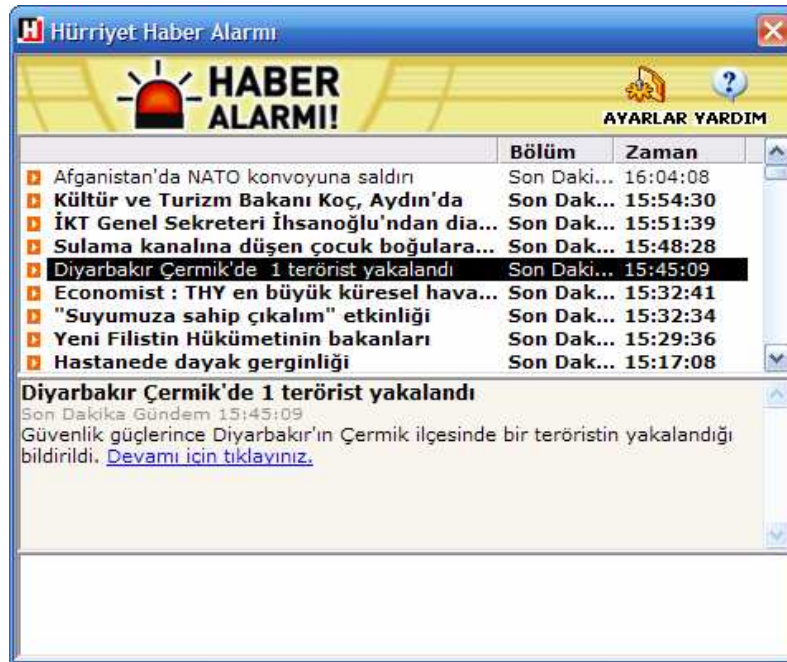 Hürriyet Haber Alarmı
HABER
ALARMI!
AYARLAR YARDIM
Bölüm Zaman
Afganistan'da NATO konvoyuna saldırı Son Daki... 16:04:08
Kültür ve Turizm Bakanı Koç, Aydın'da Son Dak... 15:54:30
İKT Genel Sekreteri İhsanoğlu'ndan dia... Son Dak... 15:51:39
Sulama kanalına düşen çocuk boğulara... Son Dak... 15:48:28
Diyarbakır Çermik'de 1 terörist yakalandı Son Daki... 15:45:09
Economist : THY en büyük küresel hava... Son Dak... 15:32:41
"Suyumuza sahip çıkalım" etkinliği Son Dak... 15:32:34
Yeni Filistin Hükümetinin bakanları Son Dak... 15:29:36
Hastanede dayak gerginliği Son Dak... 15:17:08
Diyarbakır Çermik'de 1 terörist yakalandı
Son Dakika Gündem 15:45:09
Güvenlik güçlerince Diyarbakır'ın Çermik ilçesinde bir teröristin yakalandığı
bildirildi. Devamı için tıklayınız.